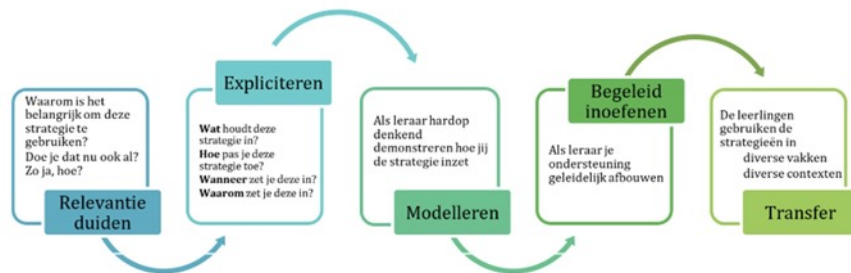 Waarom is het
belangrijk om deze
strategie te
gebruiken?
Doe je dat nu ook al?
Zo ja, hoe?
Relevantie
duiden
Expliciteren
Wat houdt deze
strategie in?
Hoe pas je deze
strategie toe?
Wanneer zet je deze in?
Waarom zet je deze in?
Als leraar hardop
denkend
demonstreren hoe jij
de strategie inzet
Modelleren
Begeleid
inoefenen
Als leraar je
ondersteuning
geleidelijk afbouwen
De leerlingen
gebruiken de
strategieën in
diverse vakken
diverse contexten
Transfer